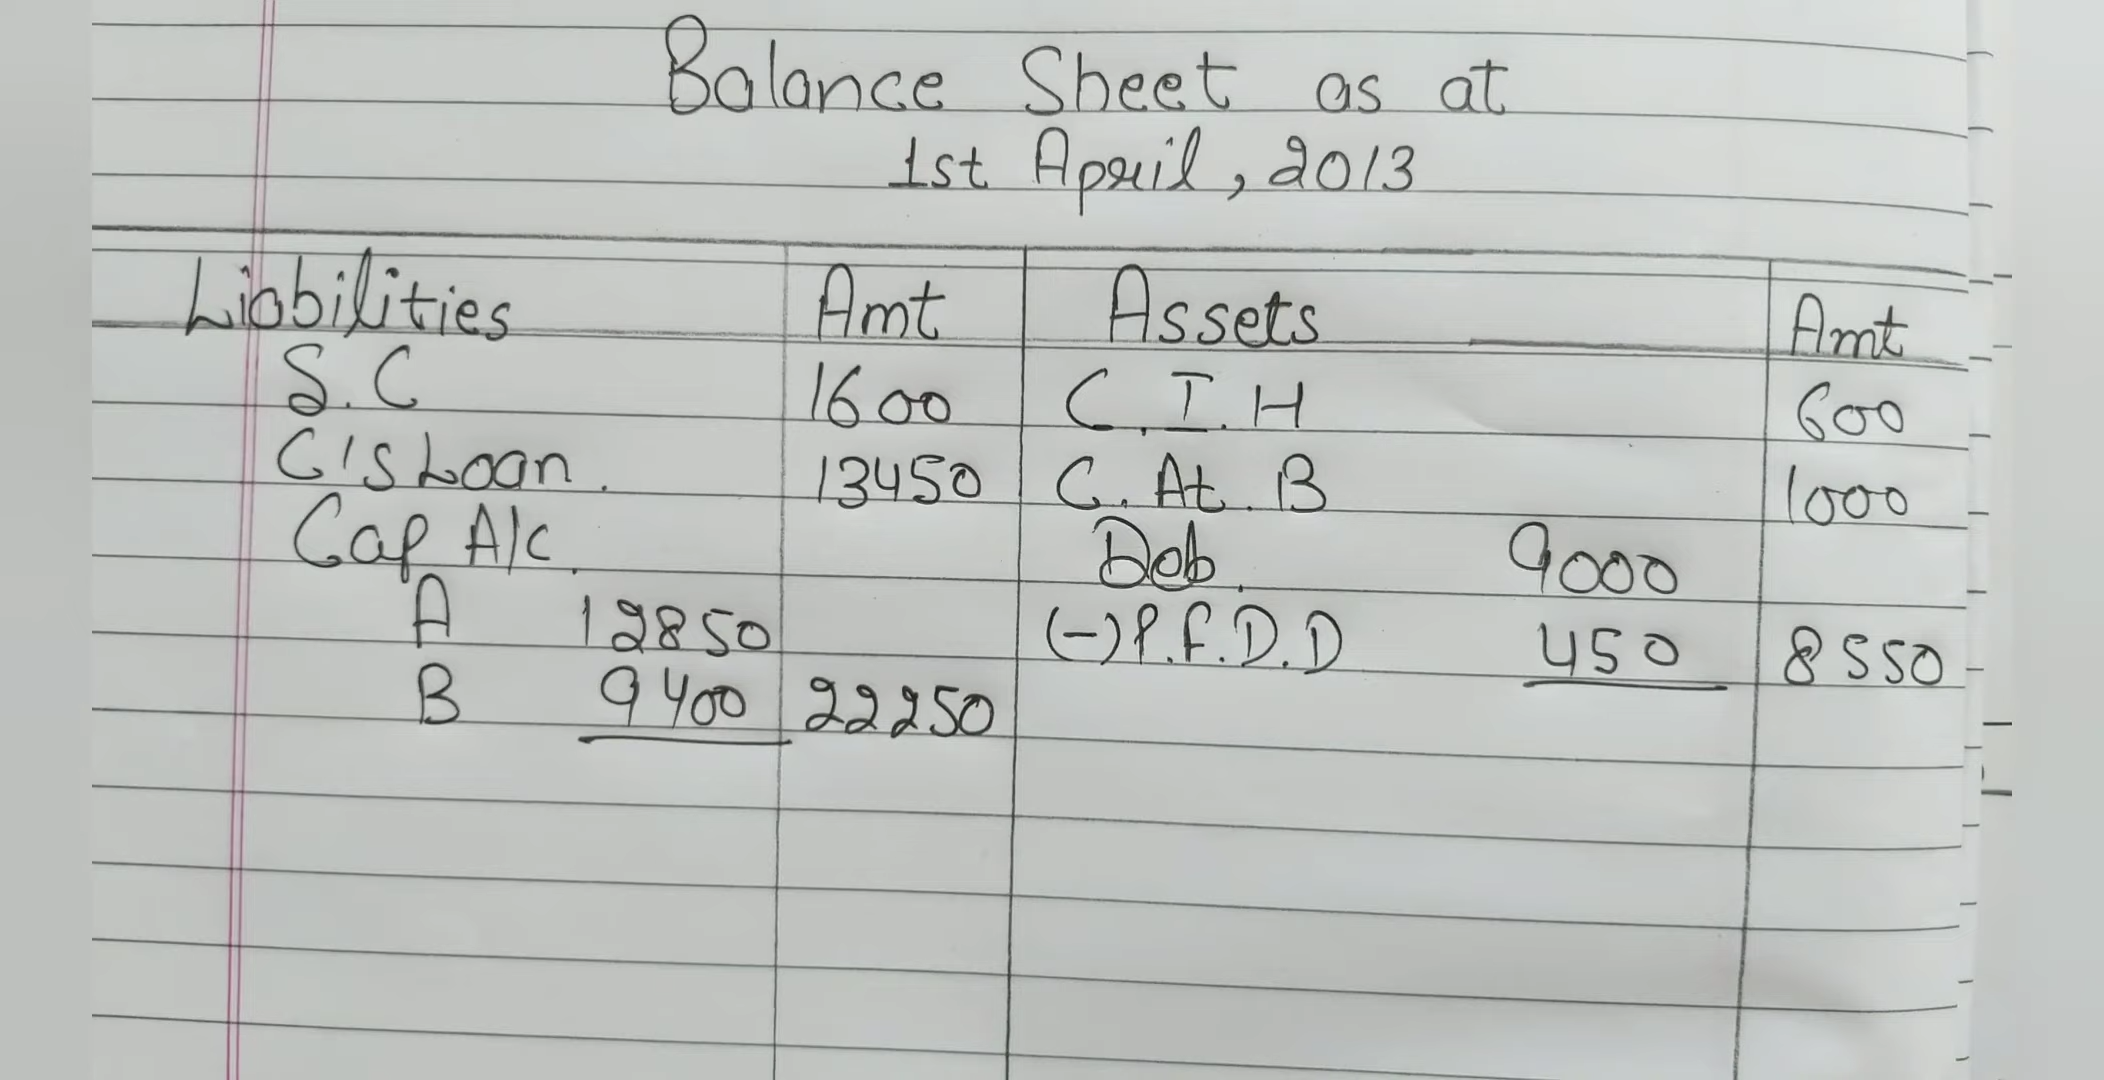 Balance Sheet as at
1st April, 2013
Liabilities Amt Assets Amt
S.C 1600 C.I.H 600
C's Loan. 13450 C. At. B 1000
Cap A/c. Deb. 9000
A 12850 (-) P.F.D.D 450 8550
B 9400 22250